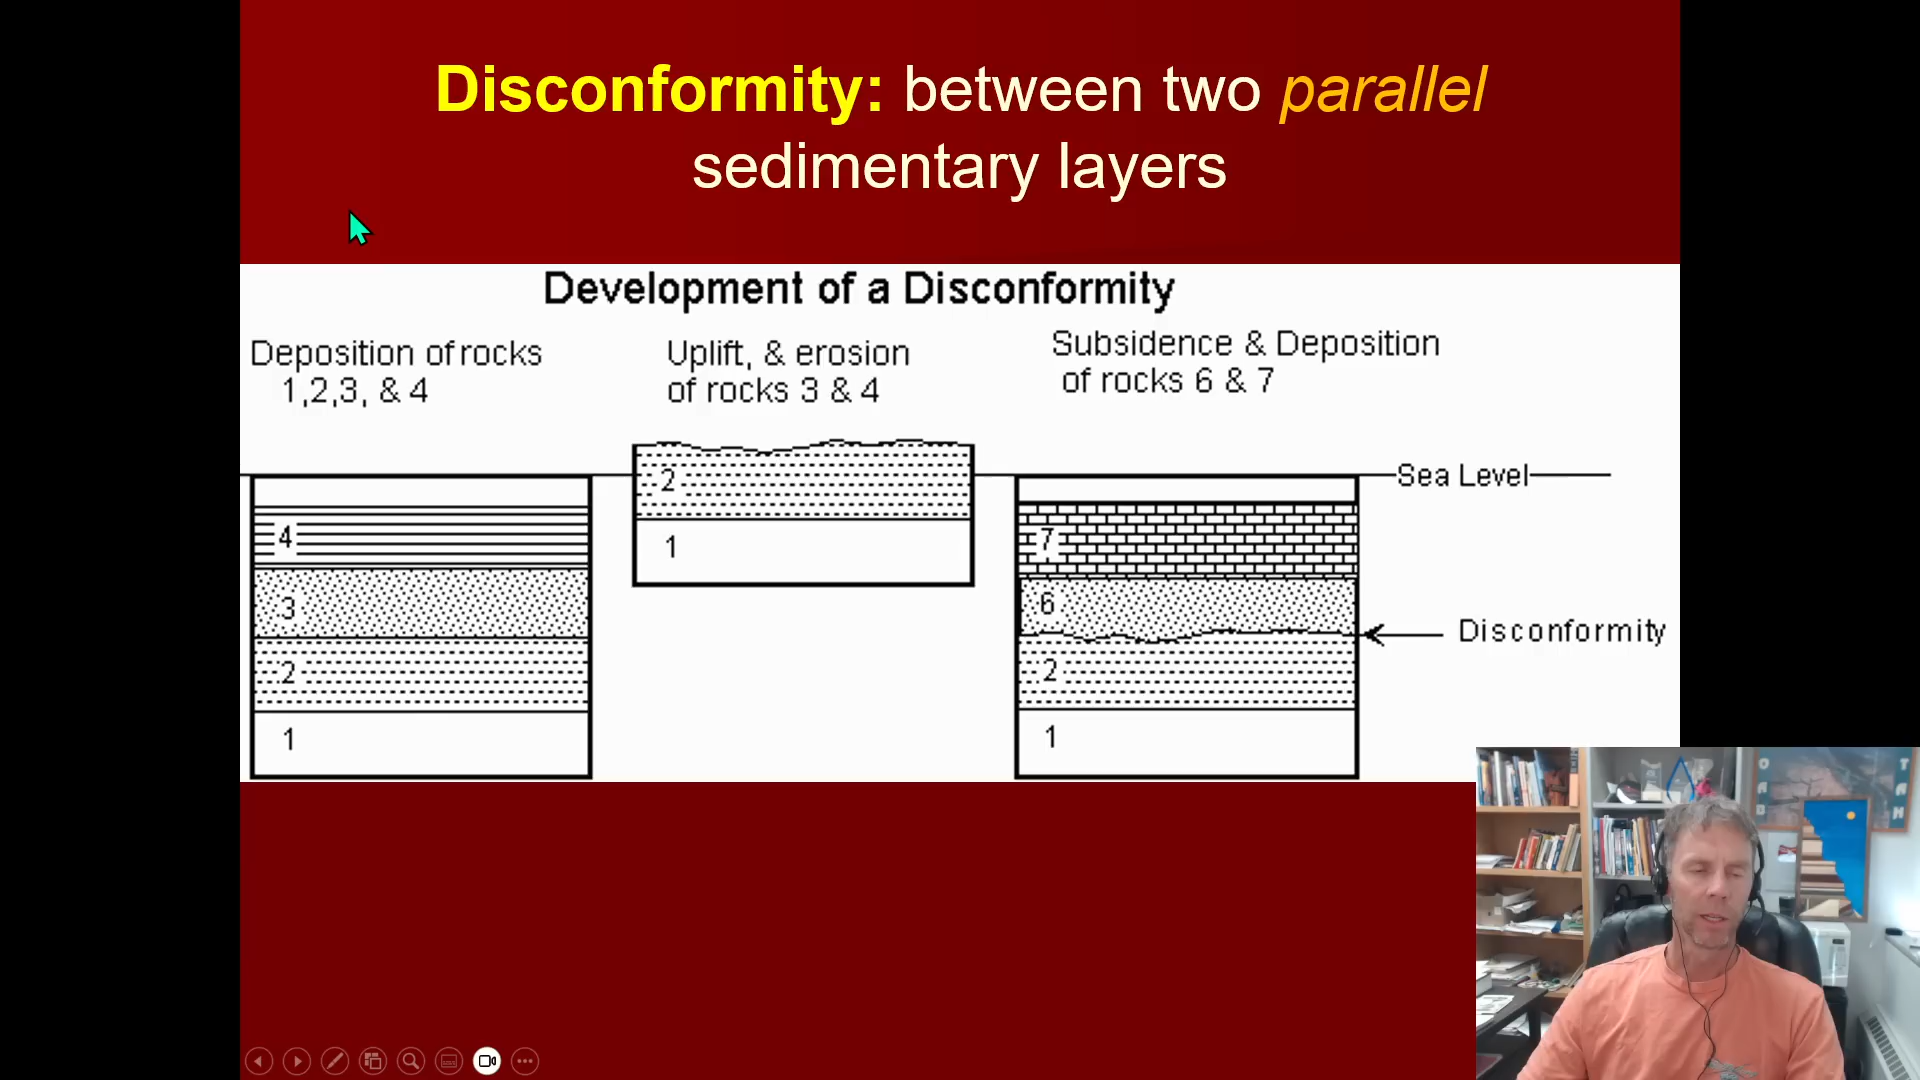 Disconformity: between two parallel
sedimentary layers
Development of a Disconformity
Deposition of rocks
1,2,3, & 4
Uplift, & erosion
of rocks 3 & 4
Subsidence & Deposition
of rocks 6 & 7
Sea Level
4
3
2
1
2
1
7
6
2
1
Disconformity